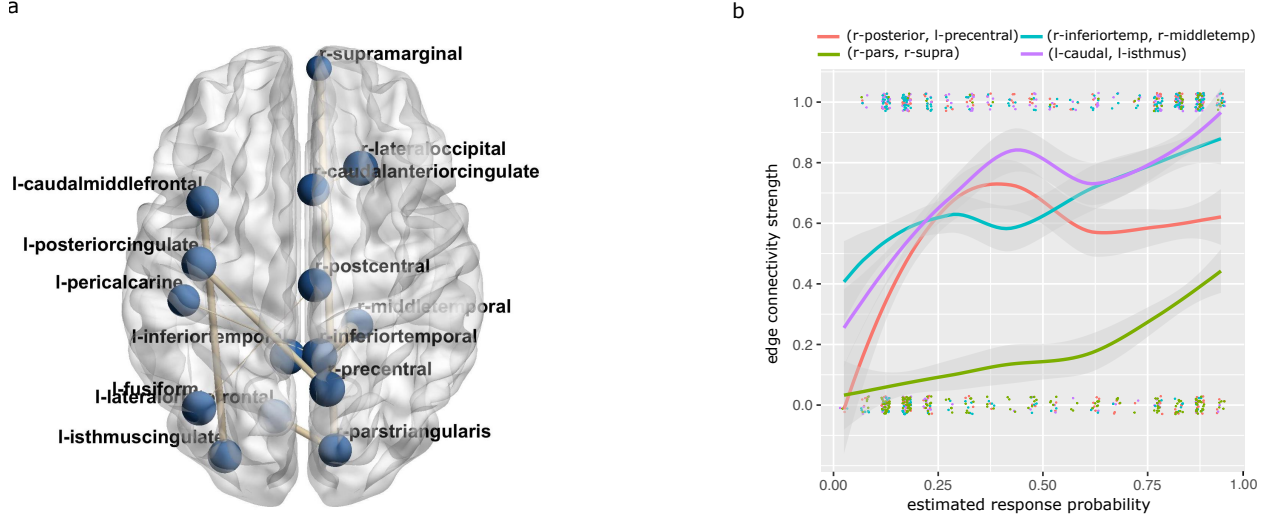 a
r-supramarginal
r-lateraloccipital
r-caudalanteriorcingulate
l-caudalmiddlefrontal
l-posteriorcingulate
r-postcentral
l-pericalcarine
r-middletemporal
l-inferiortemporal
r-inferiortemporal
r-precentral
l-fusiform
r-parstriangularis
l-isthmuscingulate
b
(r-posterior, l-precentral)
(r-inferiortemp, r-middletemp)
(r-pars, r-supra)
(l-caudal, l-isthmus)
edge connectivity strength
1.0
0.8
0.6
0.4
0.2
0.0
0.00
0.25
0.50
0.75
1.00
estimated response probability